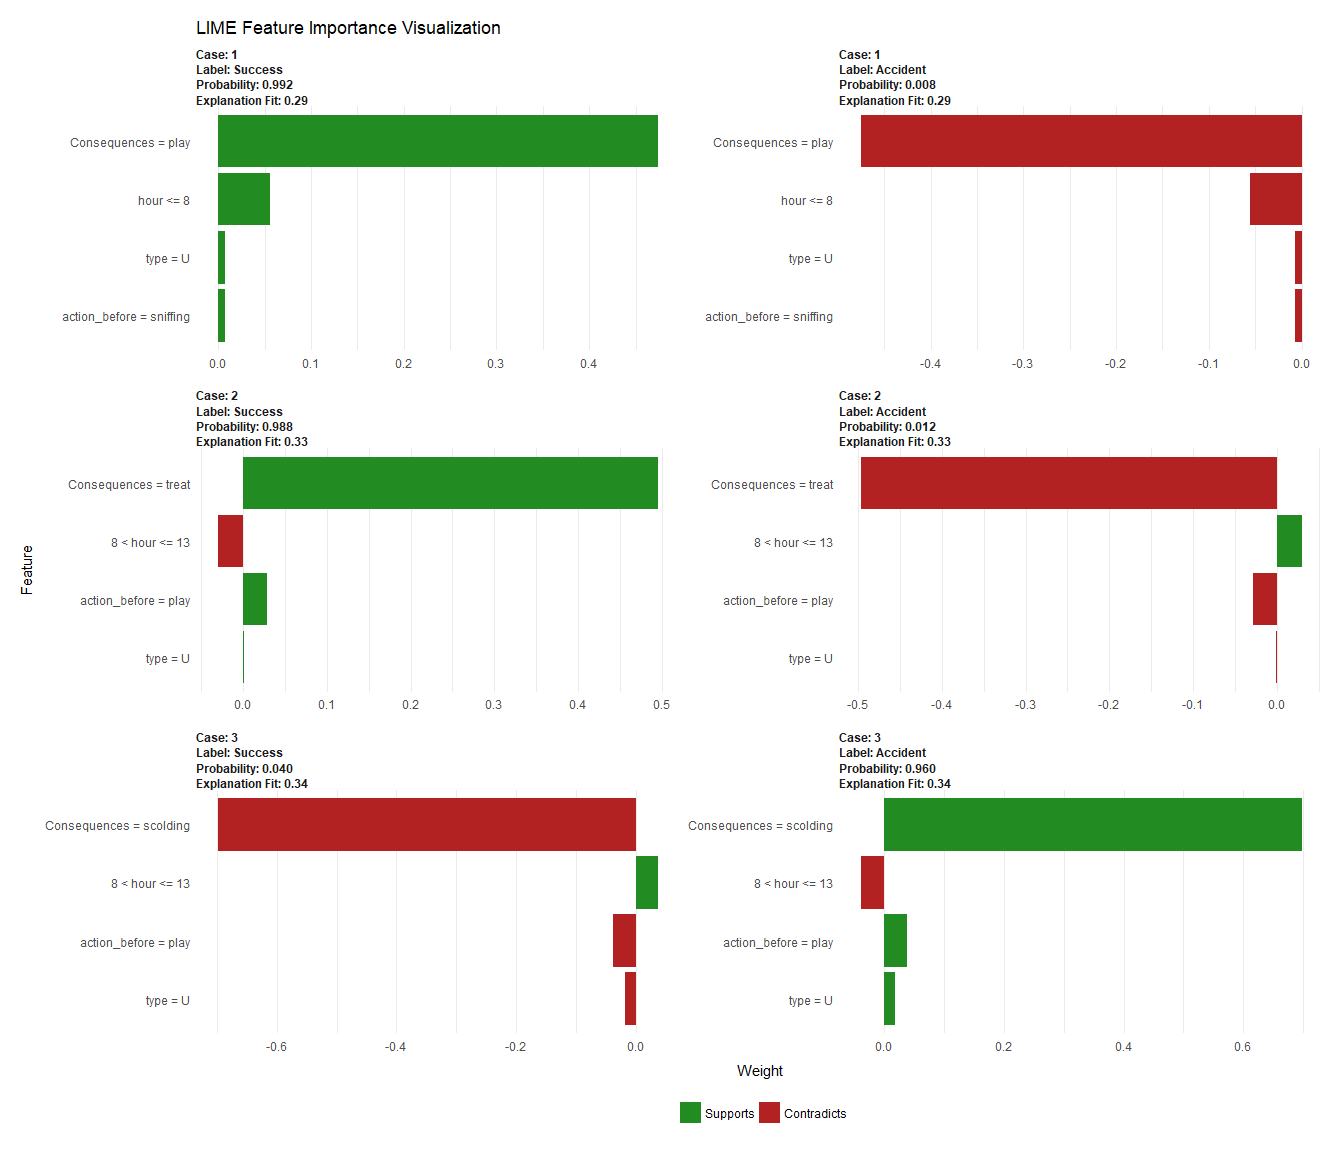 LIME Feature Importance Visualization
Case: 1
Label: Success
Probability: 0.992
Explanation Fit: 0.29
Consequences = play
hour <= 8
type = U
action_before = sniffing
0.0 0.1 0.2 0.3 0.4
Case: 1
Label: Accident
Probability: 0.008
Explanation Fit: 0.29
Consequences = play
hour <= 8
type = U
action_before = sniffing
-0.4 -0.3 -0.2 -0.1 0.0
Case: 2
Label: Success
Probability: 0.988
Explanation Fit: 0.33
Consequences = treat
8 < hour <= 13
action_before = play
type = U
0.0 0.1 0.2 0.3 0.4 0.5
Case: 2
Label: Accident
Probability: 0.012
Explanation Fit: 0.33
Consequences = treat
8 < hour <= 13
action_before = play
type = U
-0.5 -0.4 -0.3 -0.2 -0.1 0.0
Feature
Case: 3
Label: Success
Probability: 0.040
Explanation Fit: 0.34
Consequences = scolding
8 < hour <= 13
action_before = play
type = U
-0.6 -0.4 -0.2 0.0
Case: 3
Label: Accident
Probability: 0.960
Explanation Fit: 0.34
Consequences = scolding
8 < hour <= 13
action_before = play
type = U
0.0 0.2 0.4 0.6
Weight
Supports Contradicts